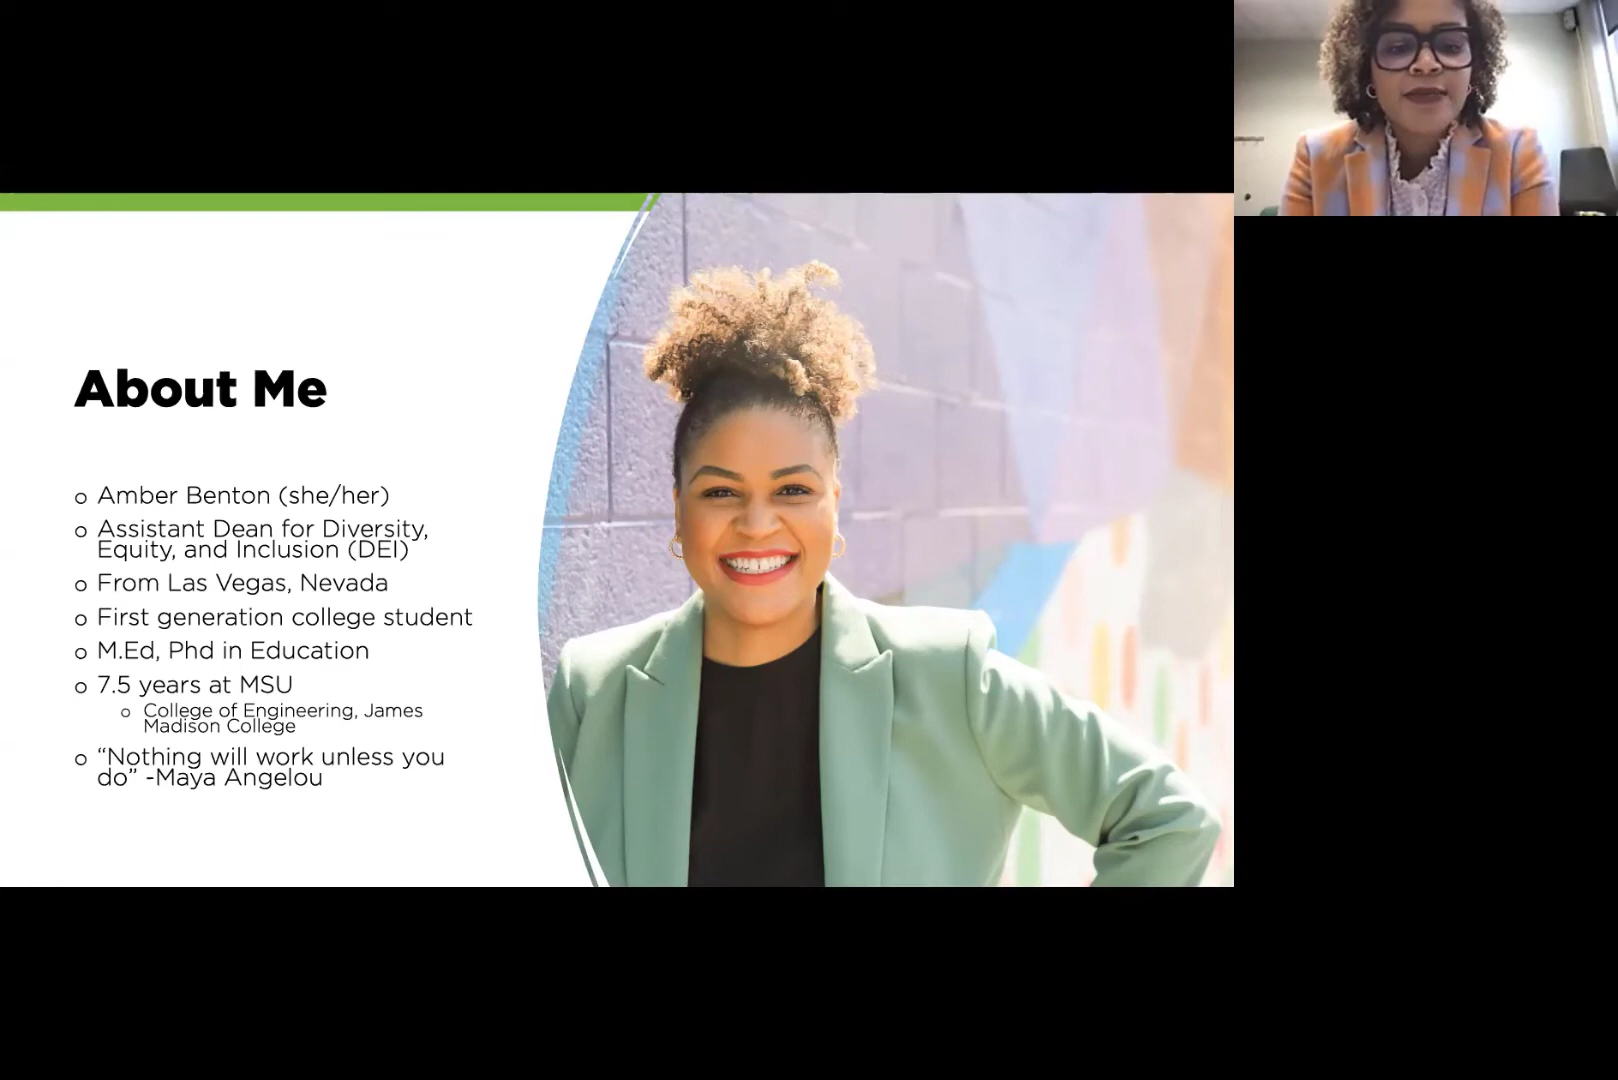 About Me
o Amber Benton (she/her)
o Assistant Dean for Diversity,
Equity, and Inclusion (DEI)
o From Las Vegas, Nevada
o First generation college student
o M.Ed, Phd in Education
o 7.5 years at MSU
o College of Engineering, James
Madison College
o “Nothing will work unless you
do” -Maya Angelou